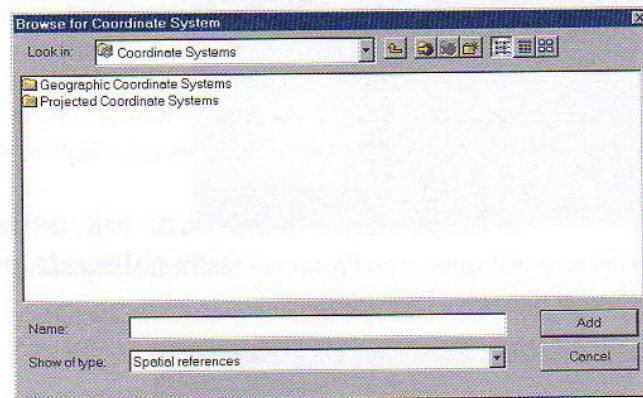 Browse for Coordinate System
Look in: Coordinate Systems
Geographic Coordinate Systems
Projected Coordinate Systems
Name: Add
Show of type: Spatial references Cancel